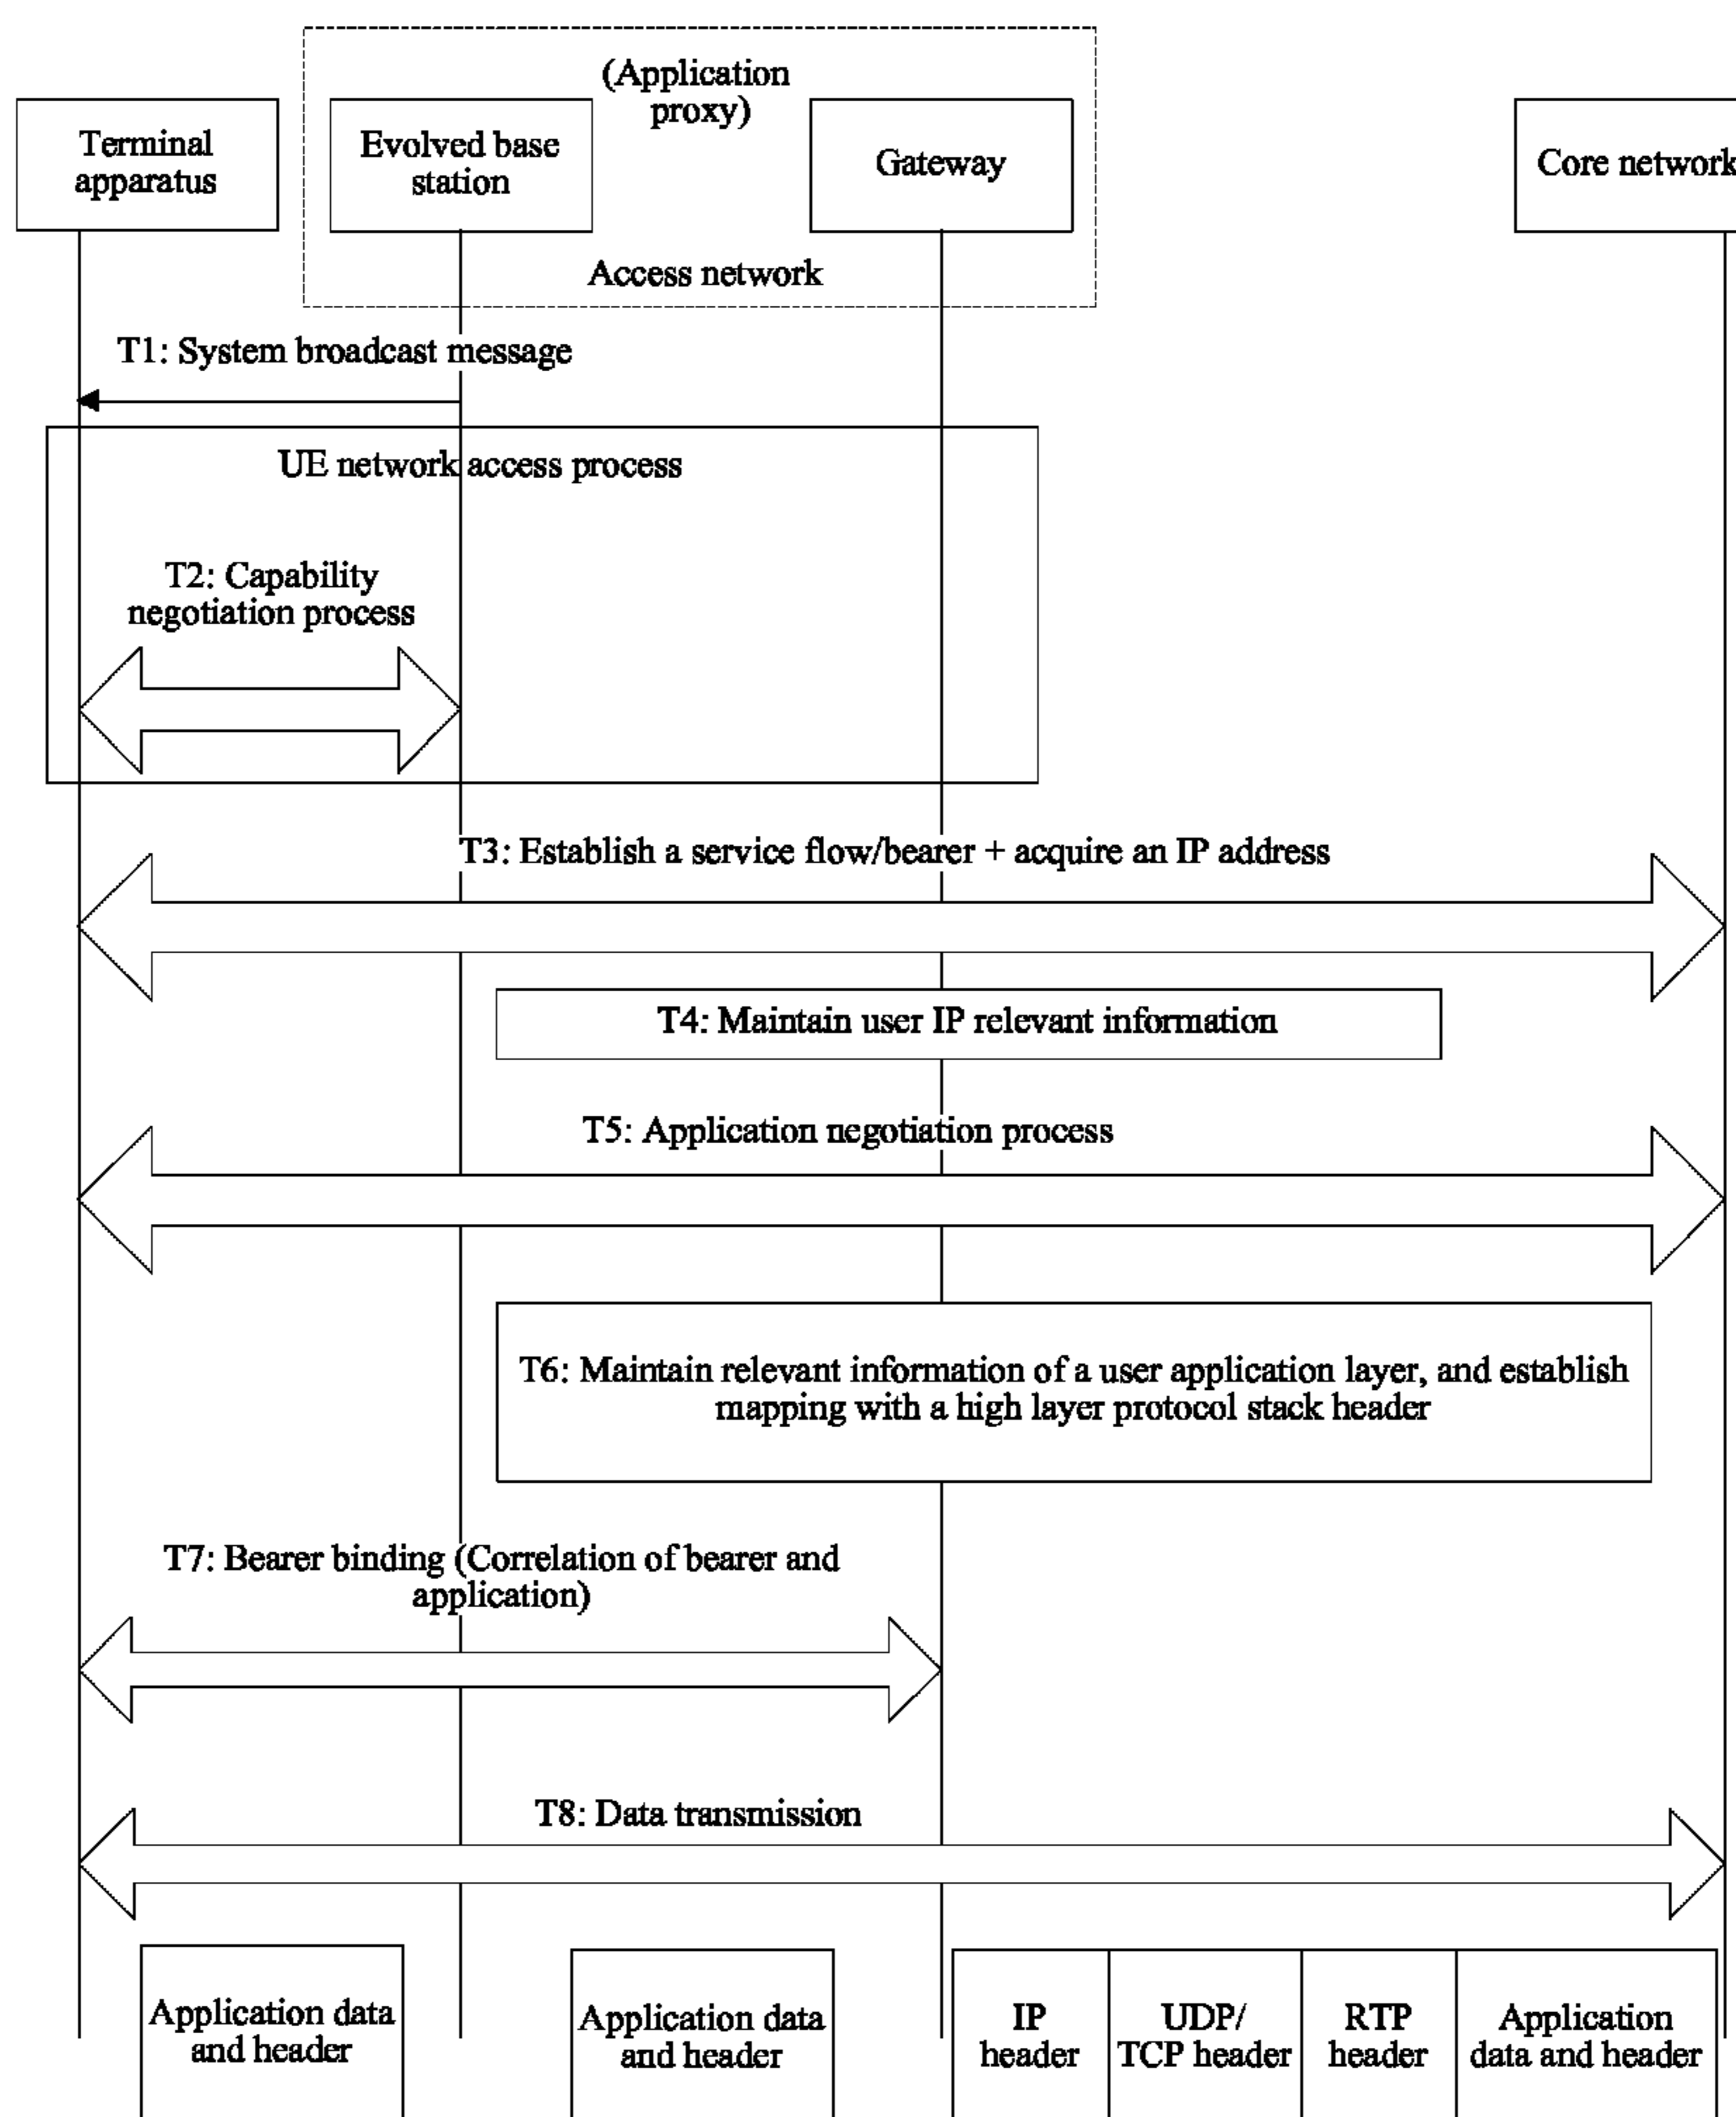 (Application
proxy)
Terminal
apparatus
Evolved base
station
Gateway
Core network
Access network
T1: System broadcast message
UE network access process
T2: Capability
negotiation process
T3: Establish a service flow/bearer + acquire an IP address
T4: Maintain user IP relevant information
T5: Application negotiation process
T6: Maintain relevant information of a user application layer, and establish
mapping with a high layer protocol stack header
T7: Bearer binding (Correlation of bearer and
application)
T8: Data transmission
Application data
and header
Application data
and header
IP
header
UDP/
TCP header
RTP
header
Application
data and header